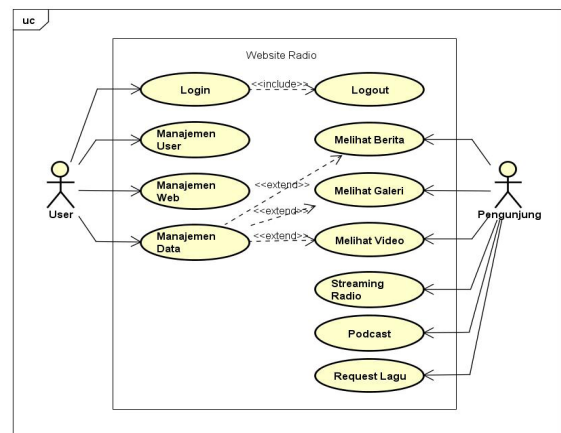 uc
Website Radio
Login
<<include>>
Logout
Manajemen
User
Melihat Berita
Manajemen
Web
<<extend>>
Melihat Galeri
User
Pengunjung
<<extend>>
Manajemen
Data
<<extend>>
Melihat Video
Streaming
Radio
Podcast
Request Lagu